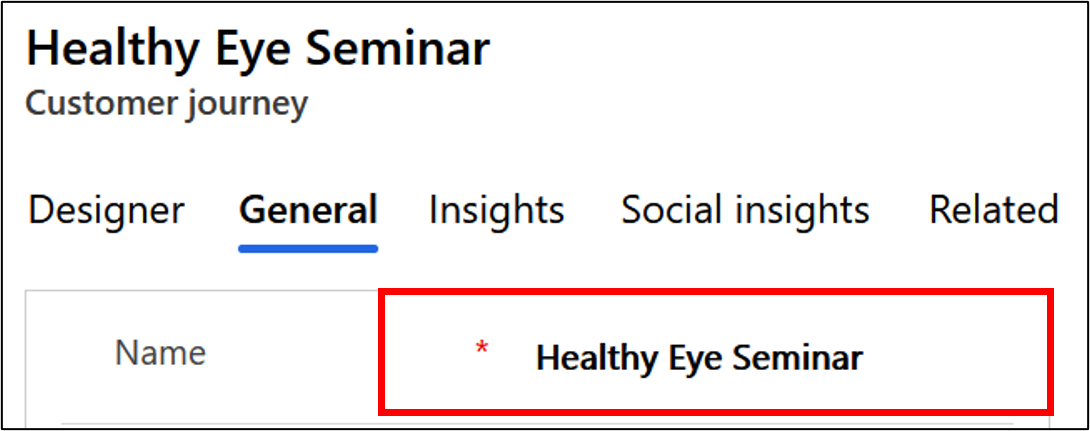 Healthy Eye Seminar
Customer journey
Designer General Insights Social insights Related
Name * Healthy Eye Seminar